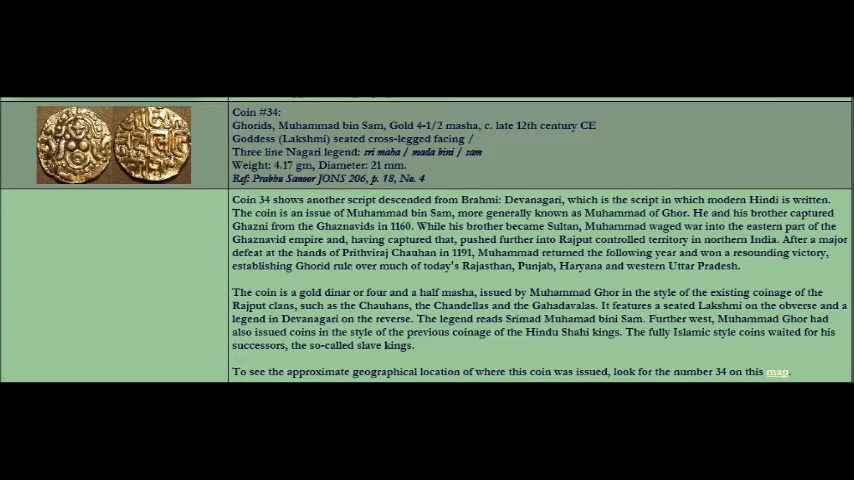 Coin #34:
Ghorids, Muhammad bin Sam, Gold 4-1/2 masha, c. late 12th century CE
Goddess (Lakshmi) seated cross-legged facing /
Three line Nagari legend: sri maha / mada bini / sam
Weight: 4.17 gm, Diameter: 21 mm.
Ref: Prabhu Sanoor JONS 206, p. 18, No. 4
Coin 34 shows another script descended from Brahmi: Devanagari, which is the script in which modern Hindi is written.
The coin is an issue of Muhammad bin Sam, more generally known as Muhammad of Ghor. He and his brother captured
Ghazni from the Ghaznavids in 1160. While his brother became Sultan, Muhammad waged war into the eastern part of the
Ghaznavid empire and, having captured that, pushed further into Rajput controlled territory in northern India. After a major
defeat at the hands of Prithviraj Chauhan in 1191, Muhammad returned the following year and won a resounding victory,
establishing Ghorid rule over much of today's Rajasthan, Punjab, Haryana and western Uttar Pradesh.
The coin is a gold dinar or four and a half masha, issued by Muhammad Ghor in the style of the existing coinage of the
Rajput clans, such as the Chauhans, the Chandellas and the Gahadavalas. It features a seated Lakshmi on the obverse and a
legend in Devanagari on the reverse. The legend reads Srimad Muhamad bini Sam. Further west, Muhammad Ghor had
also issued coins in the style of the previous coinage of the Hindu Shahi kings. The fully Islamic style coins waited for his
successors, the so-called slave kings.
To see the approximate geographical location of where this coin was issued, look for the number 34 on this map.